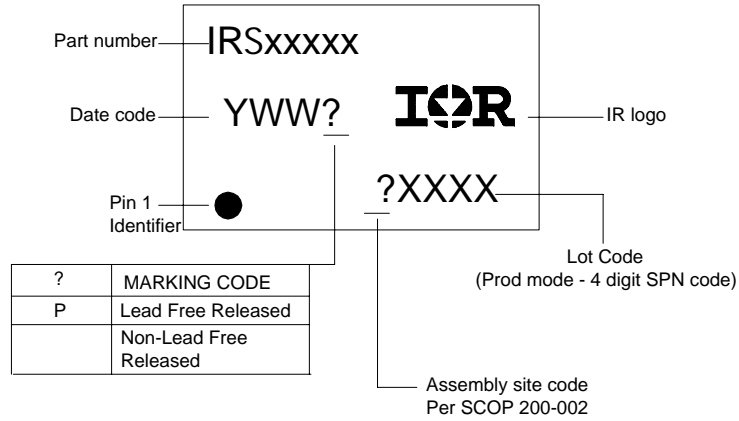 Part number
IRSxxxxx
Date code
YWW?
IOR
IR logo
Pin 1
Identifier
?XXXX
Lot Code
(Prod mode - 4 digit SPN code)
? MARKING CODE
P Lead Free Released
Non-Lead Free
Released
Assembly site code
Per SCOP 200-002